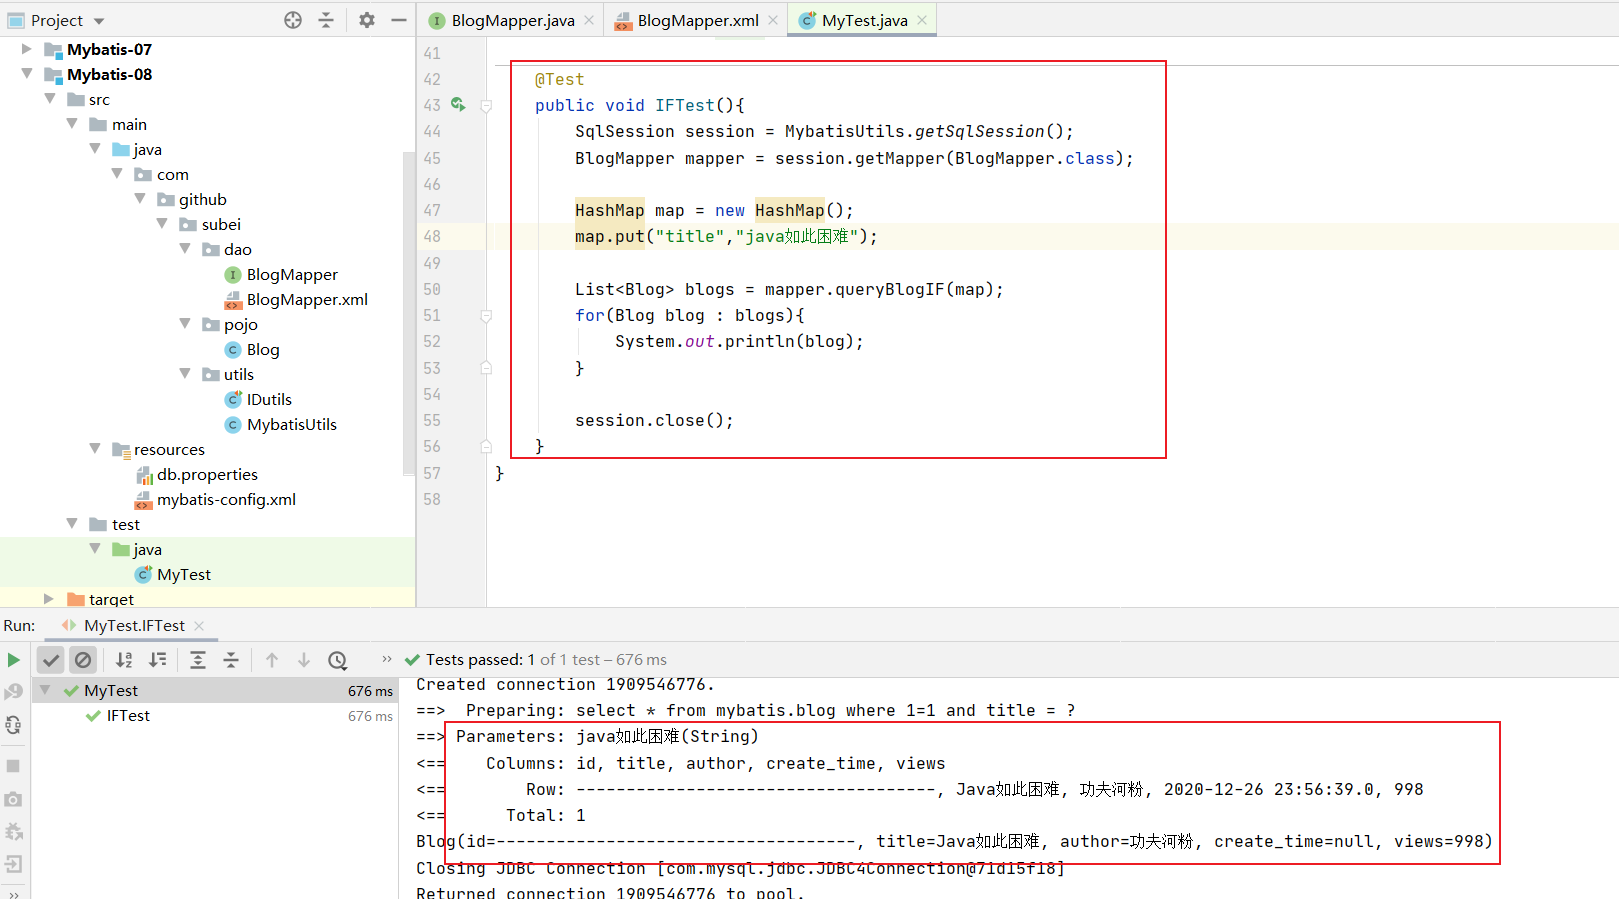 Project
BlogMapper.java
BlogMapper.xml
MyTest.java
Mybatis-07
Mybatis-08
src
main
java
com
github
subei
dao
BlogMapper
BlogMapper.xml
pojo
Blog
utils
IDutils
MybatisUtils
resources
db.properties
mybatis-config.xml
test
java
MyTest
target
41
42 @Test
43 public void IFTest(){
44 SqlSession session = MybatisUtils.getSqlSession();
45 BlogMapper mapper = session.getMapper(BlogMapper.class);
46
47 HashMap map = new HashMap();
48 map.put("title","java如此困难");
49
50 List<Blog> blogs = mapper.queryBlogIF(map);
51 for(Blog blog : blogs){
52 System.out.println(blog);
53 }
54
55 session.close();
56 }
57 }
58
Run: MyTest.IFTest
Tests passed: 1 of 1 test – 676 ms
MyTest 676 ms
IFTest 676 ms
Created connection 1909546776.
==>  Preparing: select * from mybatis.blog where 1=1 and title = ?
==> Parameters: java如此困难(String)
<==    Columns: id, title, author, create_time, views
<==        Row: ------------------------------------, Java如此困难, 功夫河粉, 2020-12-26 23:56:39.0, 998
<==      Total: 1
Blog(id=------------------------------------, title=Java如此困难, author=功夫河粉, create_time=null, views=998)
Closing JDBC Connection [com.mysql.jdbc.JDBC4Connection@71d15f18]
Returned connection 1909546776 to pool.